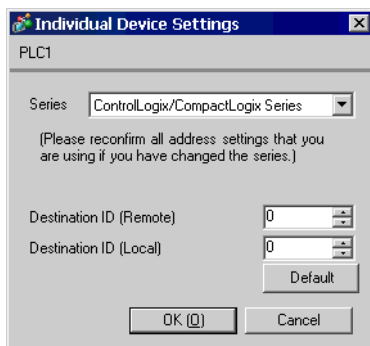 Individual Device Settings
PLC1
Series ControlLogix/CompactLogix Series
(Please reconfirm all address settings that you
are using if you have changed the series.)
Destination ID (Remote) 0
Destination ID (Local) 0
Default
OK (O) Cancel